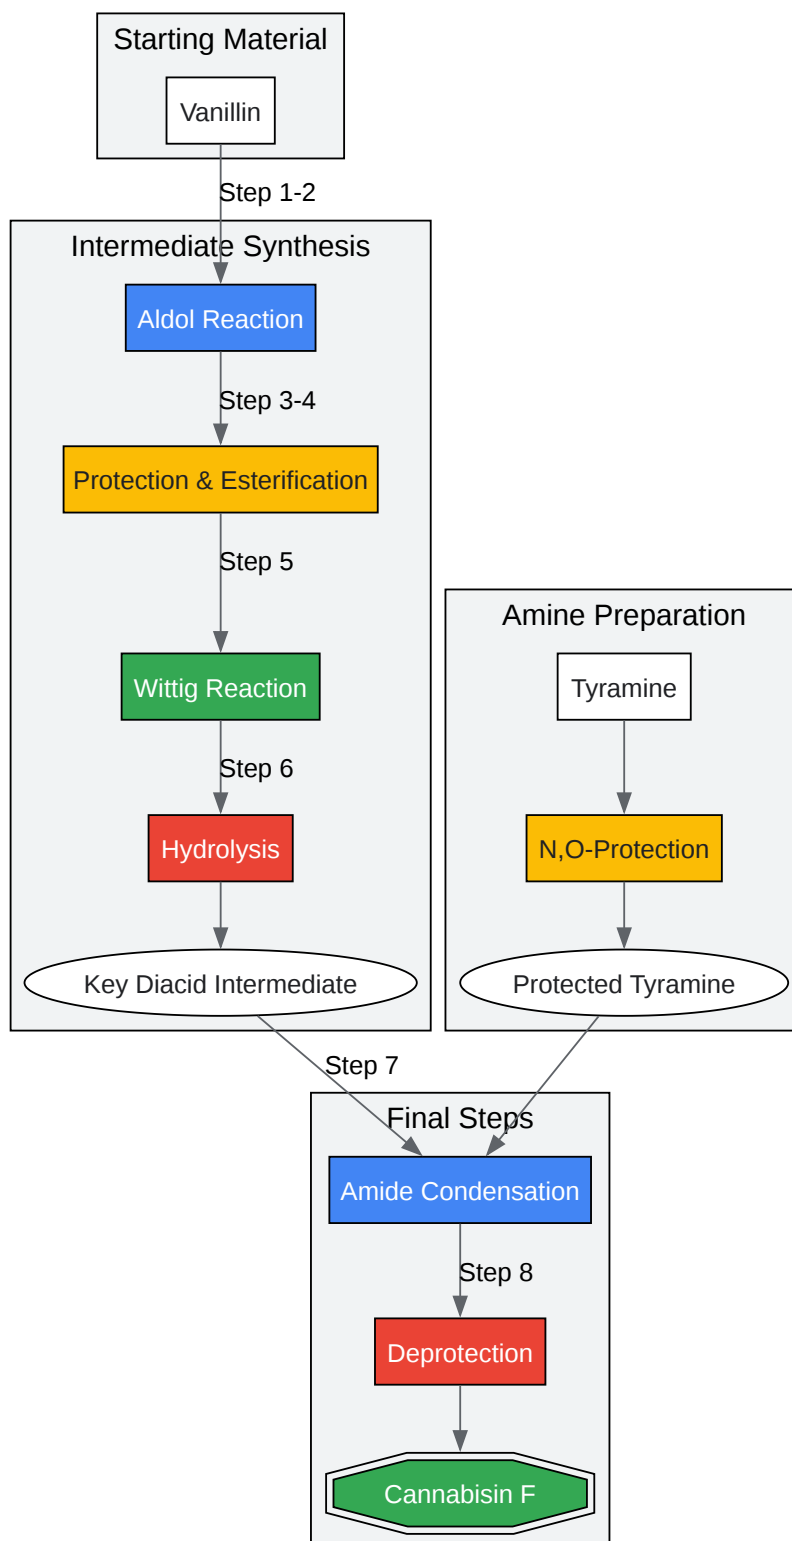 Starting Material
Vanillin
Step 1-2
Intermediate Synthesis
Aldol Reaction
Step 3-4
Protection & Esterification
Step 5
Wittig Reaction
Step 6
Hydrolysis
Key Diacid Intermediate
Amine Preparation
Tyramine
N,O-Protection
Protected Tyramine
Step 7
Final Steps
Amide Condensation
Step 8
Deprotection
Cannabisin F